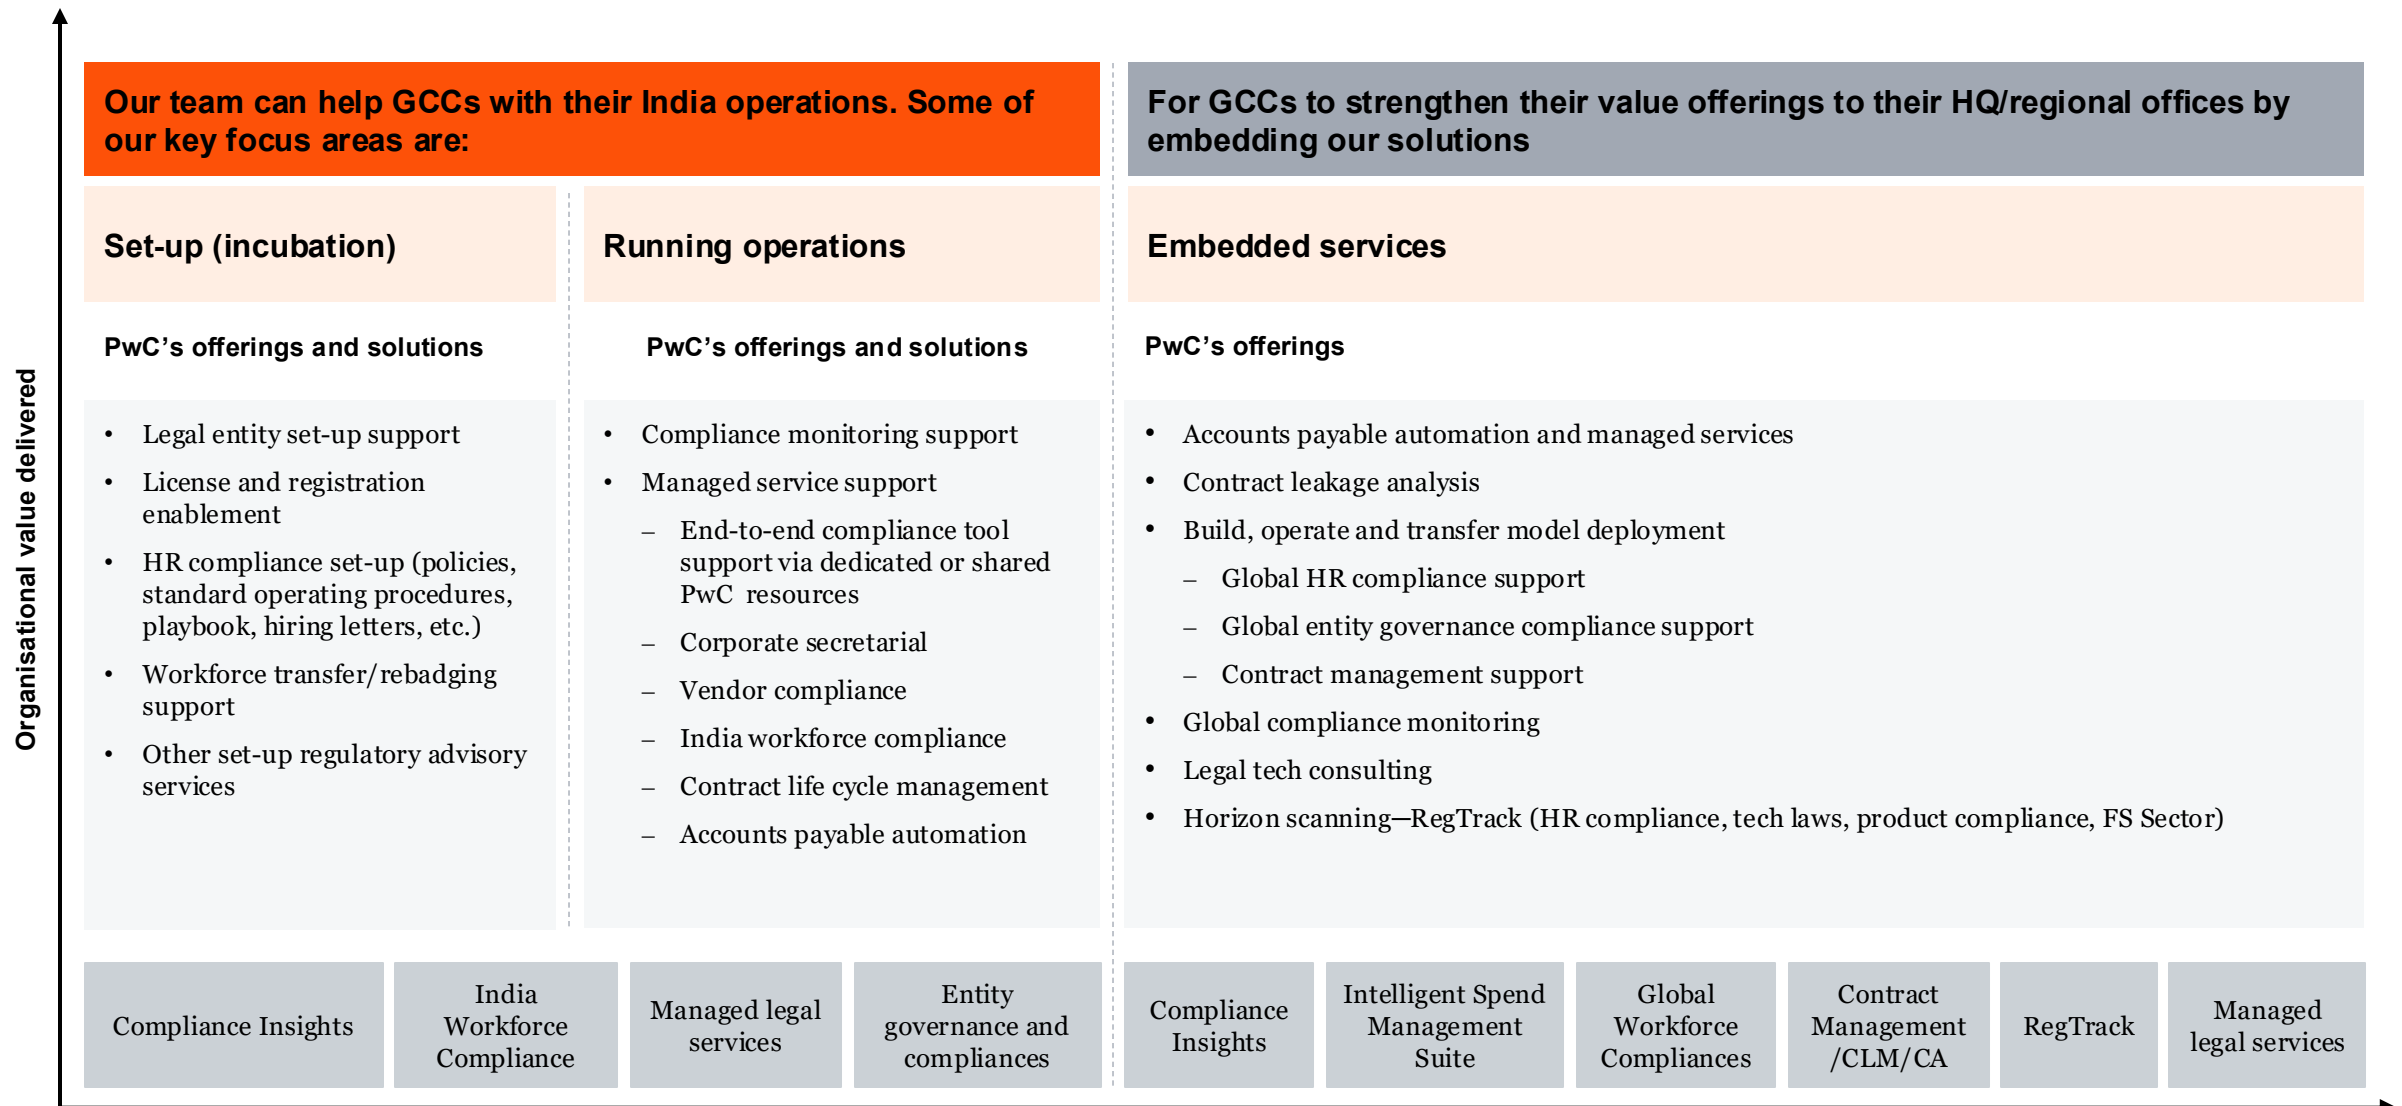 Organisational value delivered
Our team can help GCCs with their India operations. Some of
our key focus areas are:
Set-up (incubation)
PwC’s offerings and solutions
• Legal entity set-up support
• License and registration
enablement
• HR compliance set-up (policies,
standard operating procedures,
playbook, hiring letters, etc.)
• Workforce transfer/rebadging
support
• Other set-up regulatory advisory
services
Running operations
PwC’s offerings and solutions
• Compliance monitoring support
• Managed service support
– End-to-end compliance tool
support via dedicated or shared
PwC resources
– Corporate secretarial
– Vendor compliance
– India workforce compliance
– Contract life cycle management
– Accounts payable automation
For GCCs to strengthen their value offerings to their HQ/regional offices by
embedding our solutions
Embedded services
PwC’s offerings
• Accounts payable automation and managed services
• Contract leakage analysis
• Build, operate and transfer model deployment
– Global HR compliance support
– Global entity governance compliance support
– Contract management support
• Global compliance monitoring
• Legal tech consulting
• Horizon scanning—RegTrack (HR compliance, tech laws, product compliance, FS Sector)
Compliance Insights
India
Workforce
Compliance
Managed legal
services
Entity
governance and
compliances
Compliance
Insights
Intelligent Spend
Management
Suite
Global
Workforce
Compliances
Contract
Management
/CLM/CA
RegTrack
Managed
legal services